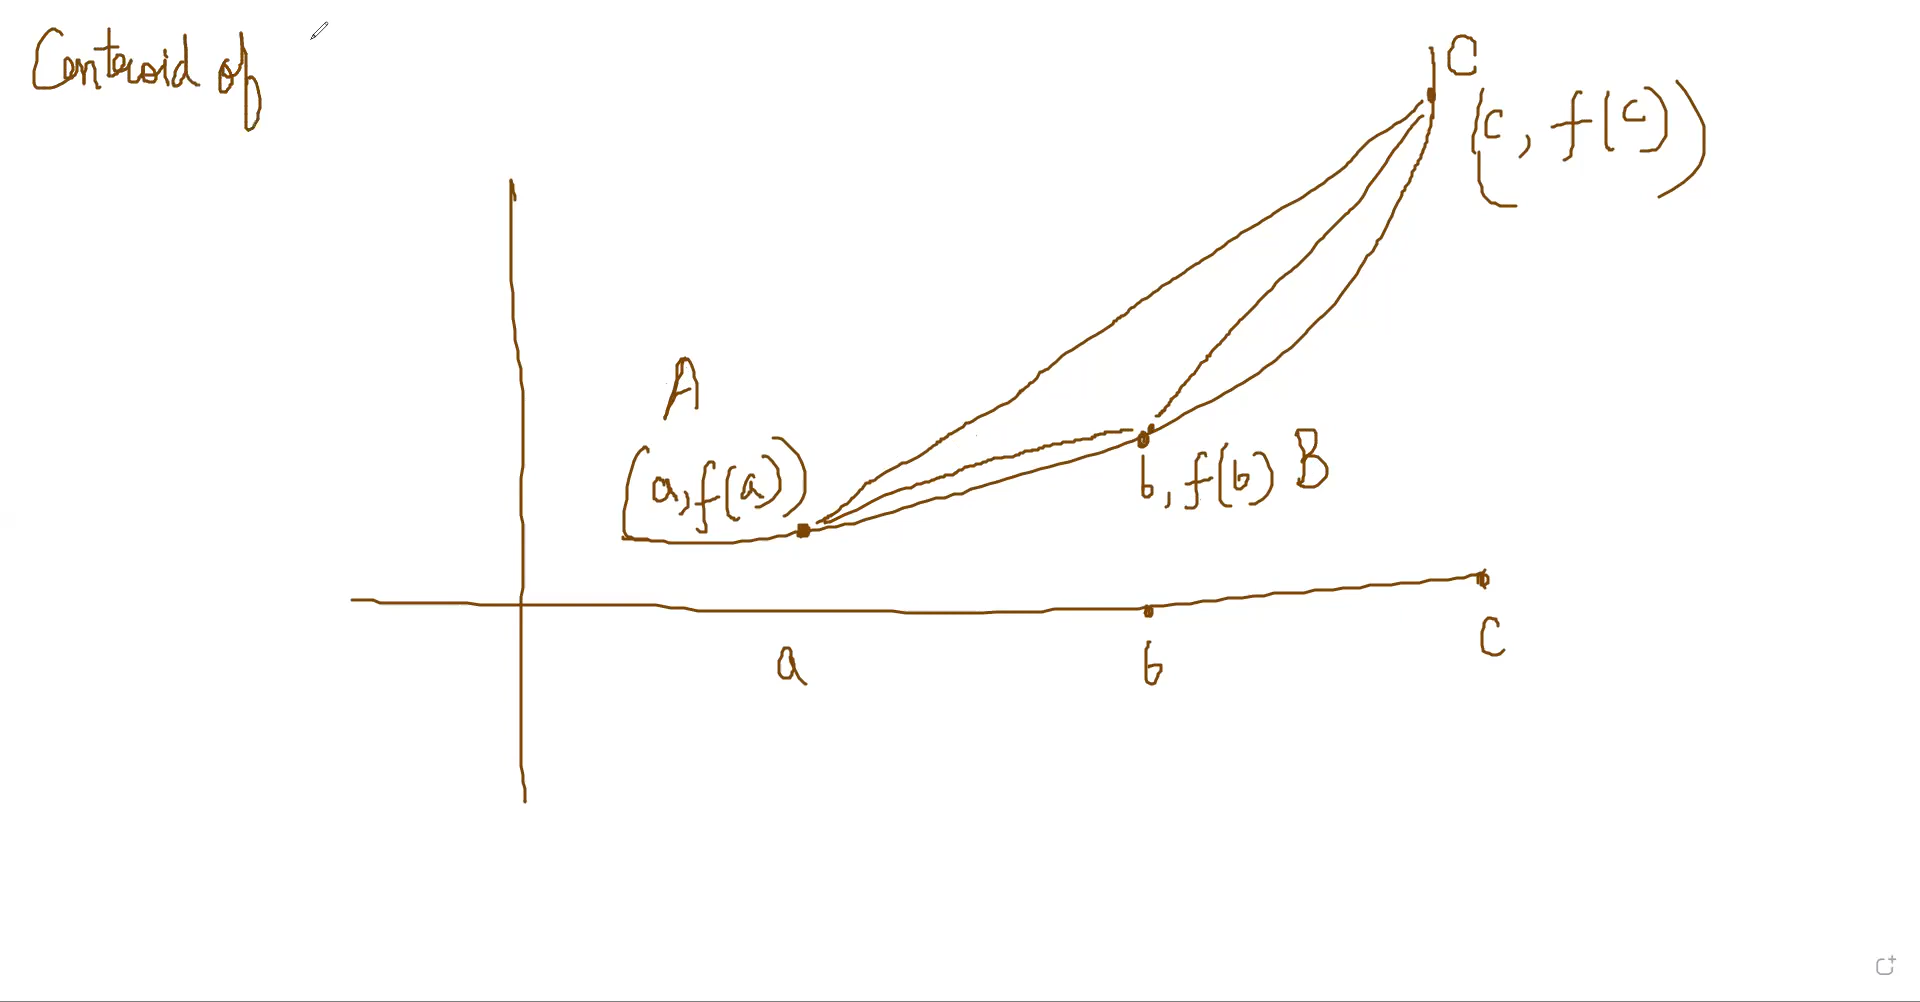 Centroid of
C
(c, f(c))
A
(a, f(a))
b, f(b) B
a
b
C